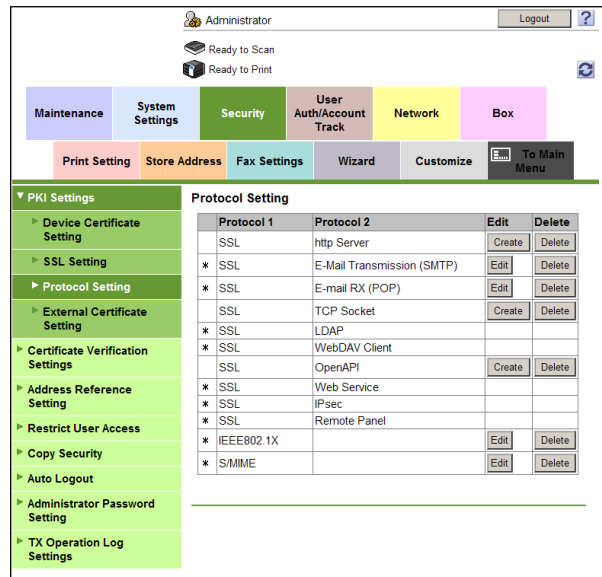 Administrator
Logout
?
Ready to Scan
Ready to Print
Maintenance
System
Settings
Security
User
Auth/Account
Track
Network
Box
Print Setting
Store Address
Fax Settings
Wizard
Customize
To Main
Menu
PKI Settings
Device Certificate
Setting
SSL Setting
Protocol Setting
External Certificate
Setting
Certificate Verification
Settings
Address Reference
Setting
Restrict User Access
Copy Security
Auto Logout
Administrator Password
Setting
TX Operation Log
Settings
Protocol Setting
Protocol 1 Protocol 2 Edit Delete
SSL http Server Create Delete
* SSL E-Mail Transmission (SMTP) Edit Delete
* SSL E-mail RX (POP) Edit Delete
SSL TCP Socket Create Delete
* SSL LDAP
* SSL WebDAV Client
SSL OpenAPI Create Delete
* SSL Web Service
* SSL IPsec
* SSL Remote Panel
* IEEE802.1X Edit Delete
* S/MIME Edit Delete